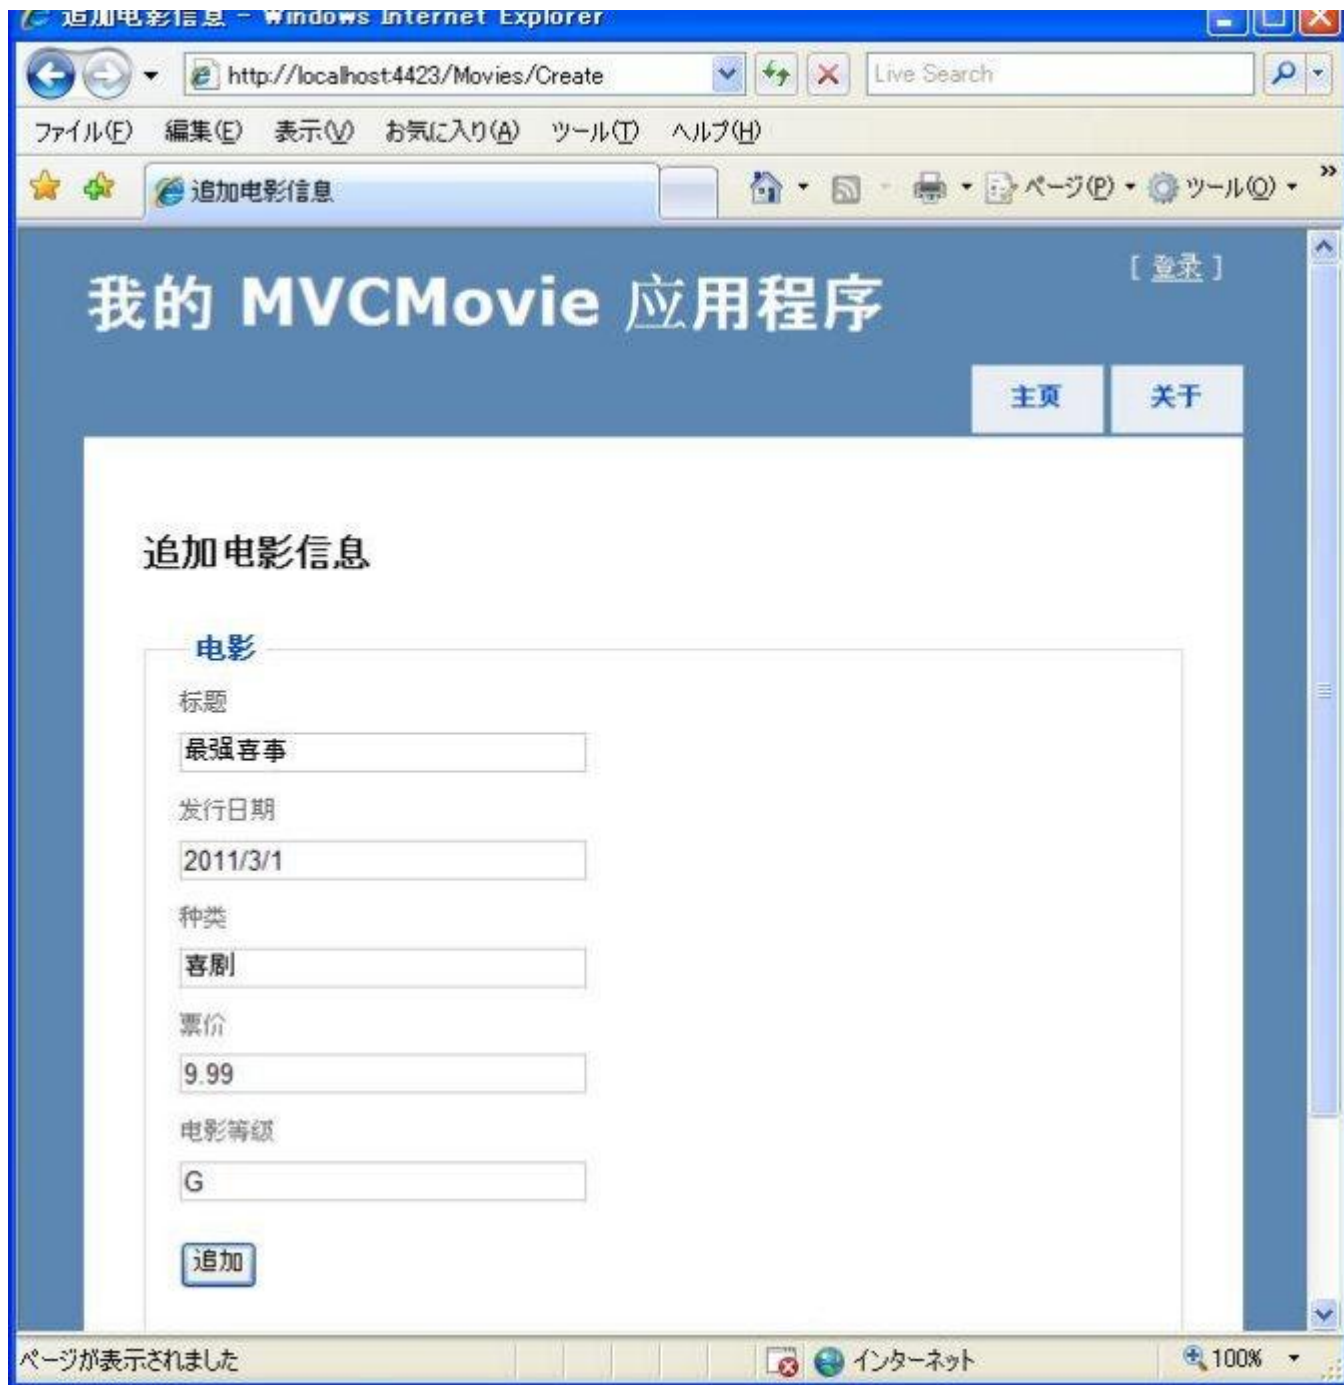 追加电影信息 - Windows Internet Explorer
http://localhost:4423/Movies/Create
Live Search
ファイル(F) 編集(E) 表示(V) お気に入り(A) ツール(T) ヘルプ(H)
追加电影信息
ページ(P) ツール(O) »
[ 登录 ]
我的 MVCMovie 应用程序
主页 关于
追加电影信息
电影
标题
最强喜事
发行日期
2011/3/1
种类
喜剧
票价
9.99
电影等级
G
追加
ページが表示されました インターネット 100%